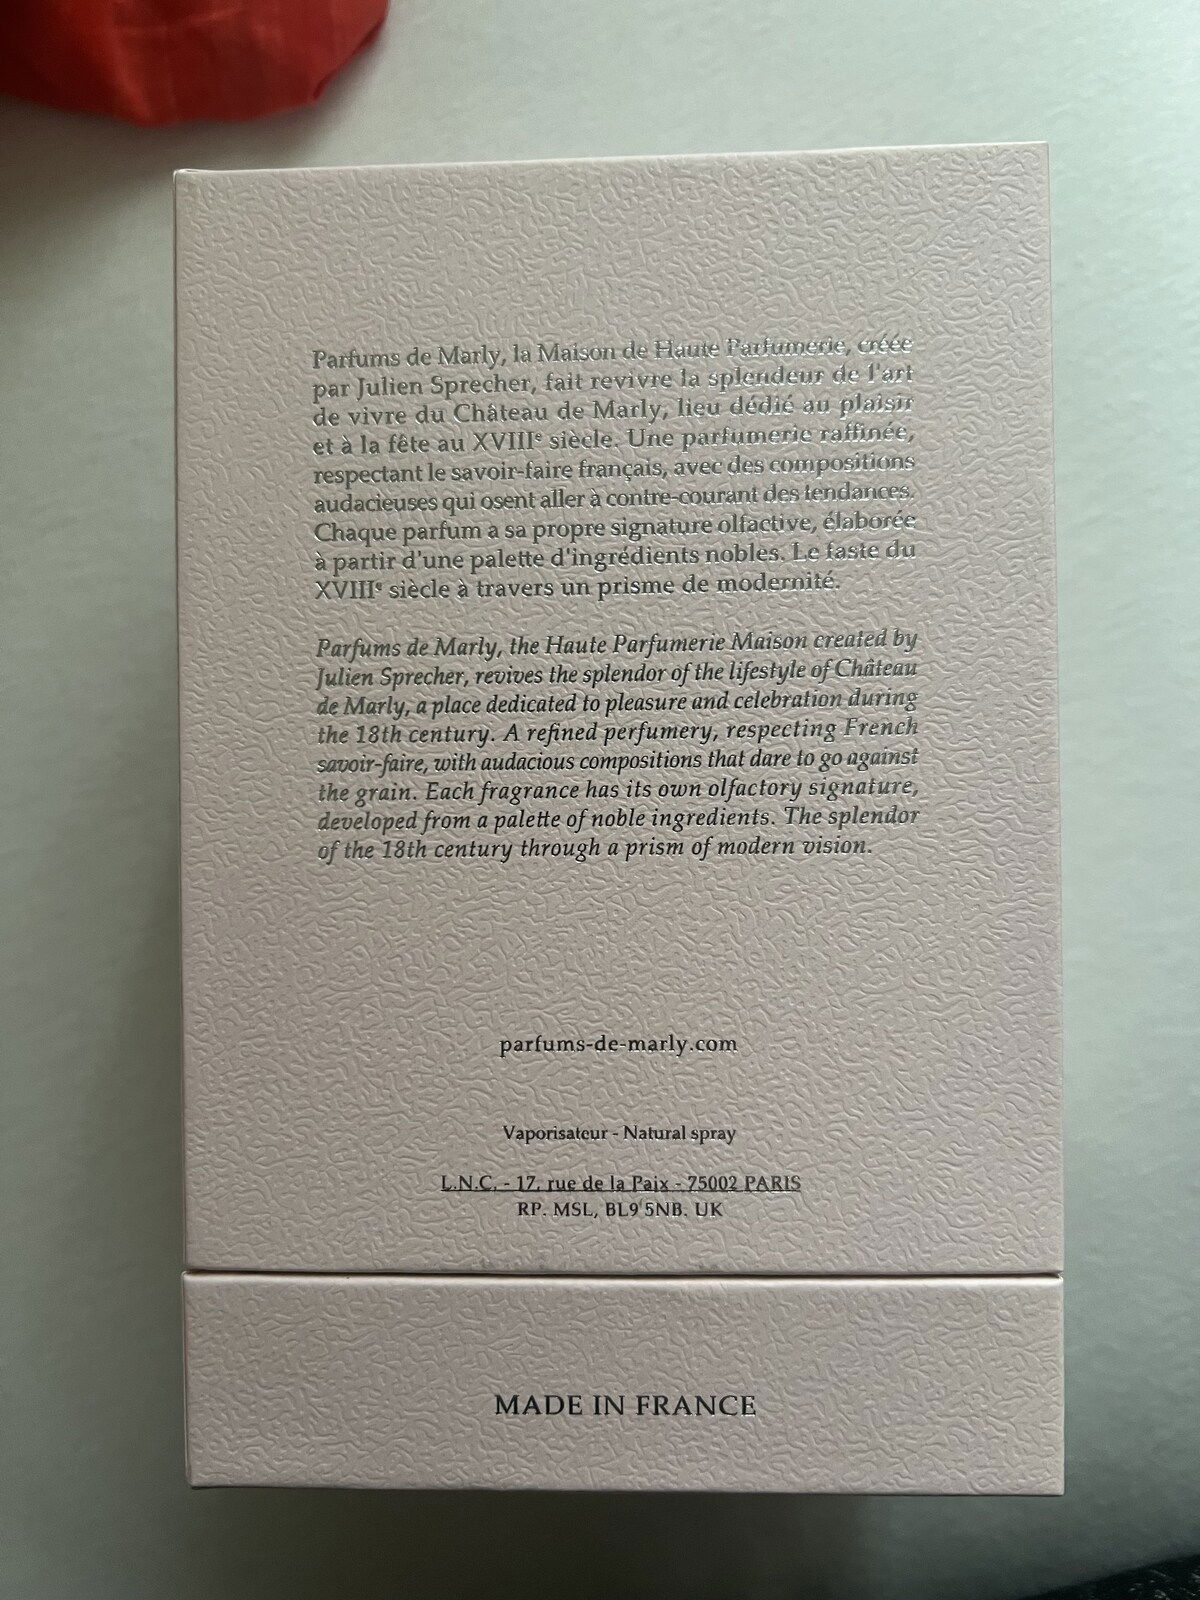 Parfums de Marly, la Maison de Haute Parfumerie, créée
par Julien Sprecher, fait revivre la splendeur de l'art
de vivre du Château de Marly, lieu dédié au plaisir
et à la fête au XVIIIᵉ siècle. Une parfumerie raffinée,
respectant le savoir-faire français, avec des compositions
audacieuses qui osent aller à contre-courant des tendances.
Chaque parfum a sa propre signature olfactive, élaborée
à partir d'une palette d'ingrédients nobles. Le faste du
XVIIIᵉ siècle à travers un prisme de modernité.
Parfums de Marly, the Haute Parfumerie Maison created by
Julien Sprecher, revives the splendor of the lifestyle of Château
de Marly, a place dedicated to pleasure and celebration during
the 18th century. A refined perfumery, respecting French
savoir-faire, with audacious compositions that dare to go against
the grain. Each fragrance has its own olfactory signature,
developed from a palette of noble ingredients. The splendor
of the 18th century through a prism of modern vision.
parfums-de-marly.com
Vaporisateur - Natural spray
L.N.C. - 17, rue de la Paix - 75002 PARIS
RP. MSL, BL9 5NB. UK
MADE IN FRANCE